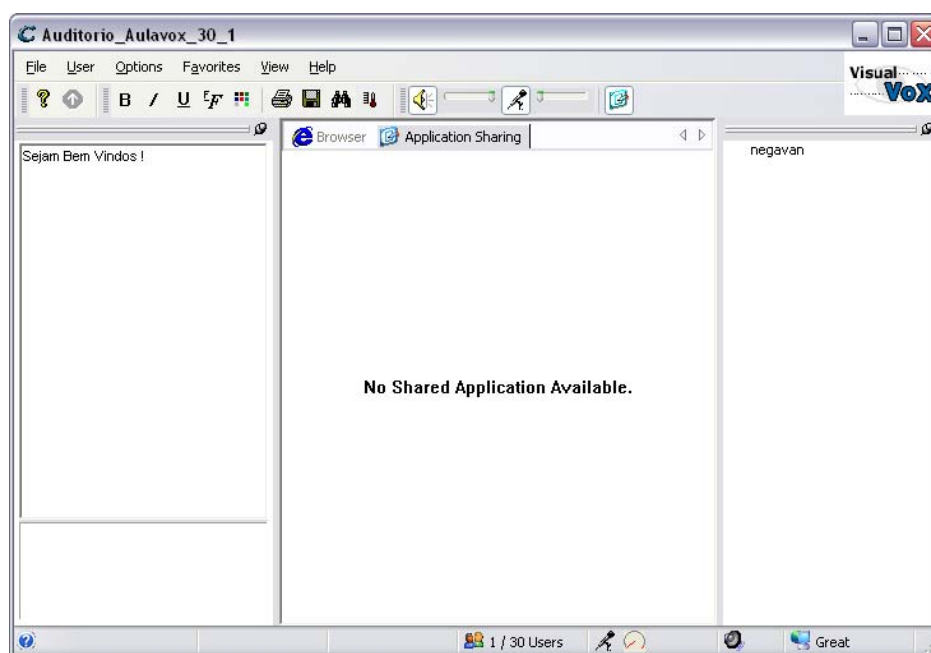 Auditorio_Aulavox_30_1
File User Options Favorites View Help
Visual
VoX
B I U F
Browser Application Sharing
Sejam Bem Vindos !
negavan
No Shared Application Available.
1 / 30 Users
Great